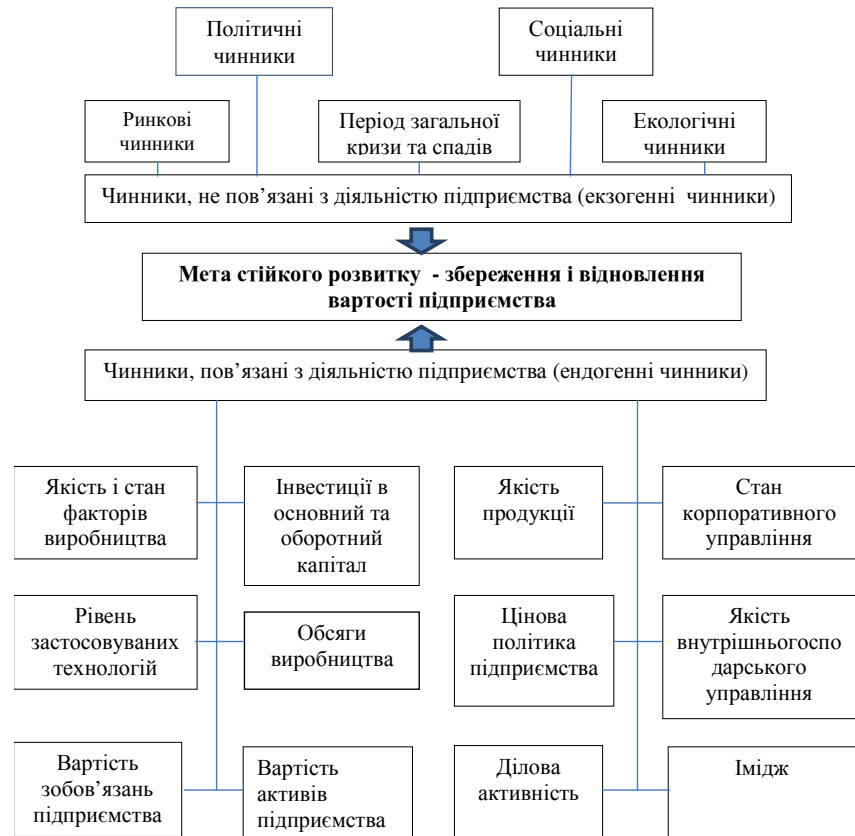 Політичні
чинники
Соціальні
чинники
Ринкові
чинники
Період загальної
кризи та спадів
Екологічні
чинники
Чинники, не пов’язані з діяльністю підприємства (екзогенні чинники)
Мета стійкого розвитку - збереження і відновлення
вартості підприємства
Чинники, пов’язані з діяльністю підприємства (ендогенні чинники)
Якість і стан
факторів
виробництва
Інвестиції в
основний та
оборотний
капітал
Якість
продукції
Стан
корпоративного
управління
Рівень
застосовуваних
технологій
Обсяги
виробництва
Цінова
політика
підприємства
Якість
внутрішньогоспо
дарського
управління
Вартість
зобов’язань
підприємства
Вартість
активів
підприємства
Ділова
активність
Імідж